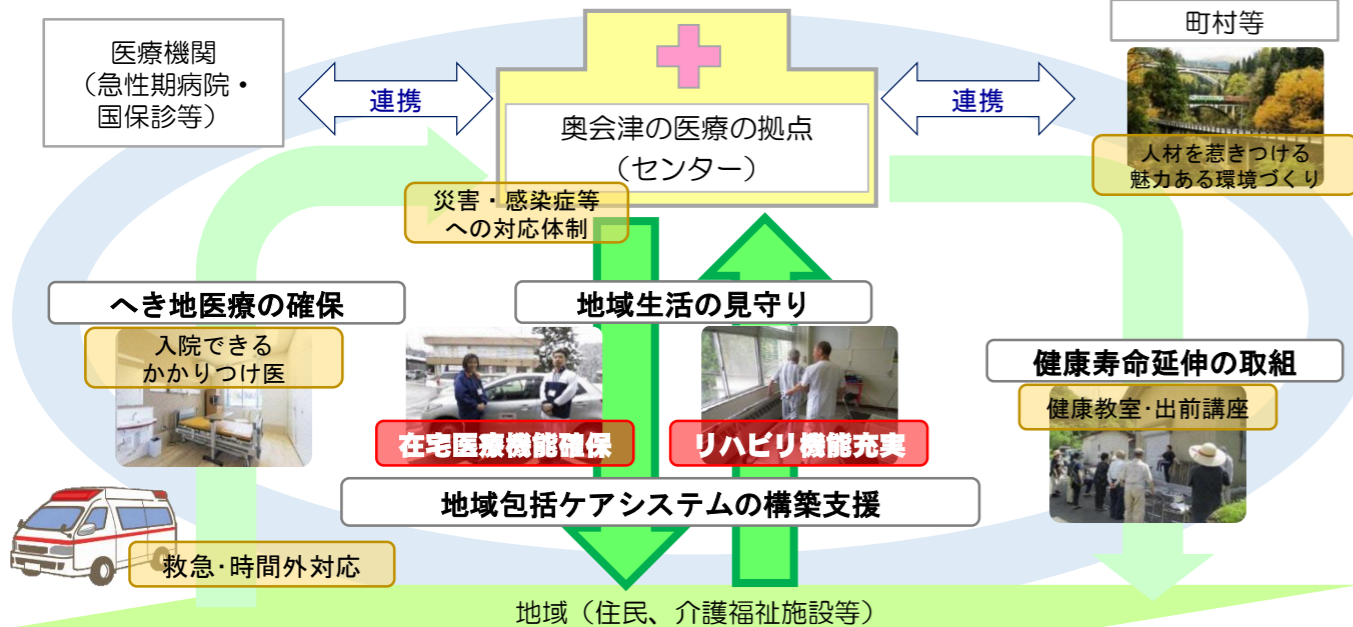 医療機関
（急性期病院・
国保診等）
連携
奥会津の医療の拠点
（センター）
連携
町村等
人材を惹きつける
魅力ある環境づくり
災害・感染症等
への対応体制
へき地医療の確保
入院できる
かかりつけ医
地域生活の見守り
在宅医療機能確保
リハビリ機能充実
健康寿命延伸の取組
健康教室･出前講座
地域包括ケアシステムの構築支援
救急･時間外対応
地域（住民、介護福祉施設等）